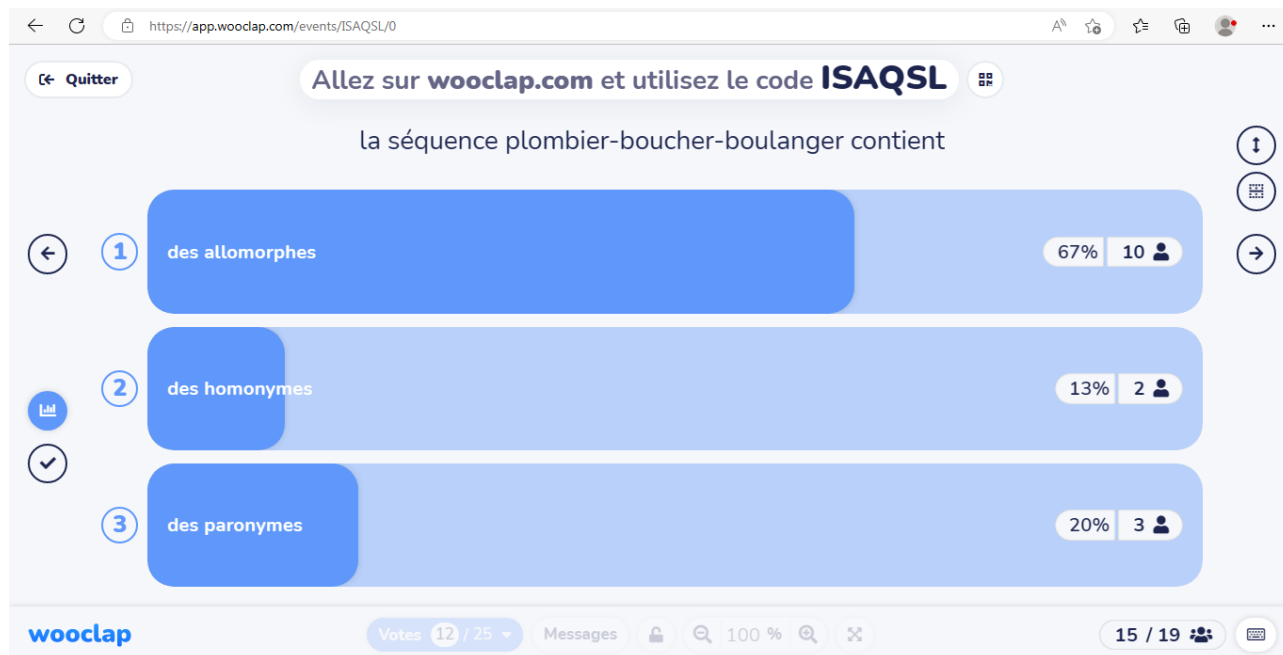 https://app.wooclap.com/events/ISAQSL/0
Quitter
Allez sur wooclap.com et utilisez le code ISAQSL
la séquence plombier-boucher-boulanger contient
1 des allomorphes 67% 10
2 des homonymes 13% 2
3 des paronymes 20% 3
wooclap Votes 12 / 25 Messages 100 % 15 / 19